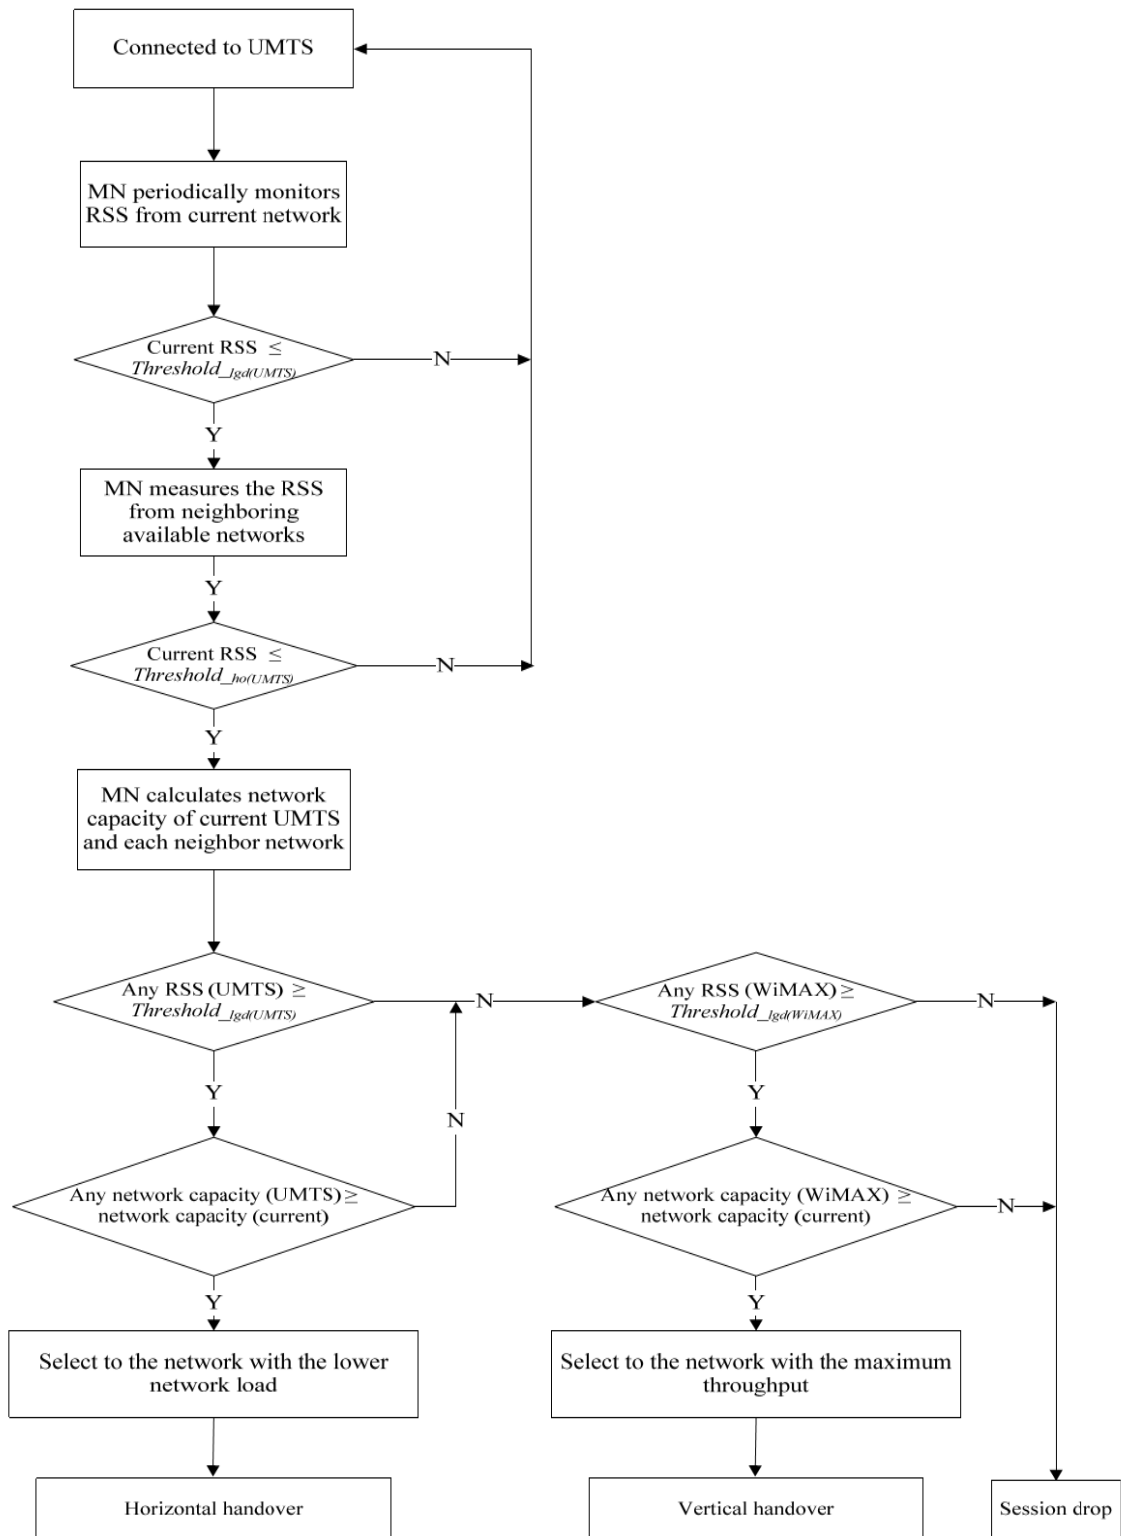 Connected to UMTS
MN periodically monitors
RSS from current network
Current RSS ≤
Threshold_lgd(UMTS)
N
Y
MN measures the RSS
from neighboring
available networks
Y
Current RSS ≤
Threshold_ho(UMTS)
N
Y
MN calculates network
capacity of current UMTS
and each neighbor network
Any RSS (UMTS) ≥
Threshold_lgd(UMTS)
N
Any RSS (WiMAX) ≥
Threshold_lgd(WiMAX)
N
Y
N
Y
Any network capacity (UMTS) ≥
network capacity (current)
Any network capacity (WiMAX) ≥
network capacity (current)
N
Y
Y
Select to the network with the lower
network load
Select to the network with the maximum
throughput
Horizontal handover
Vertical handover
Session drop